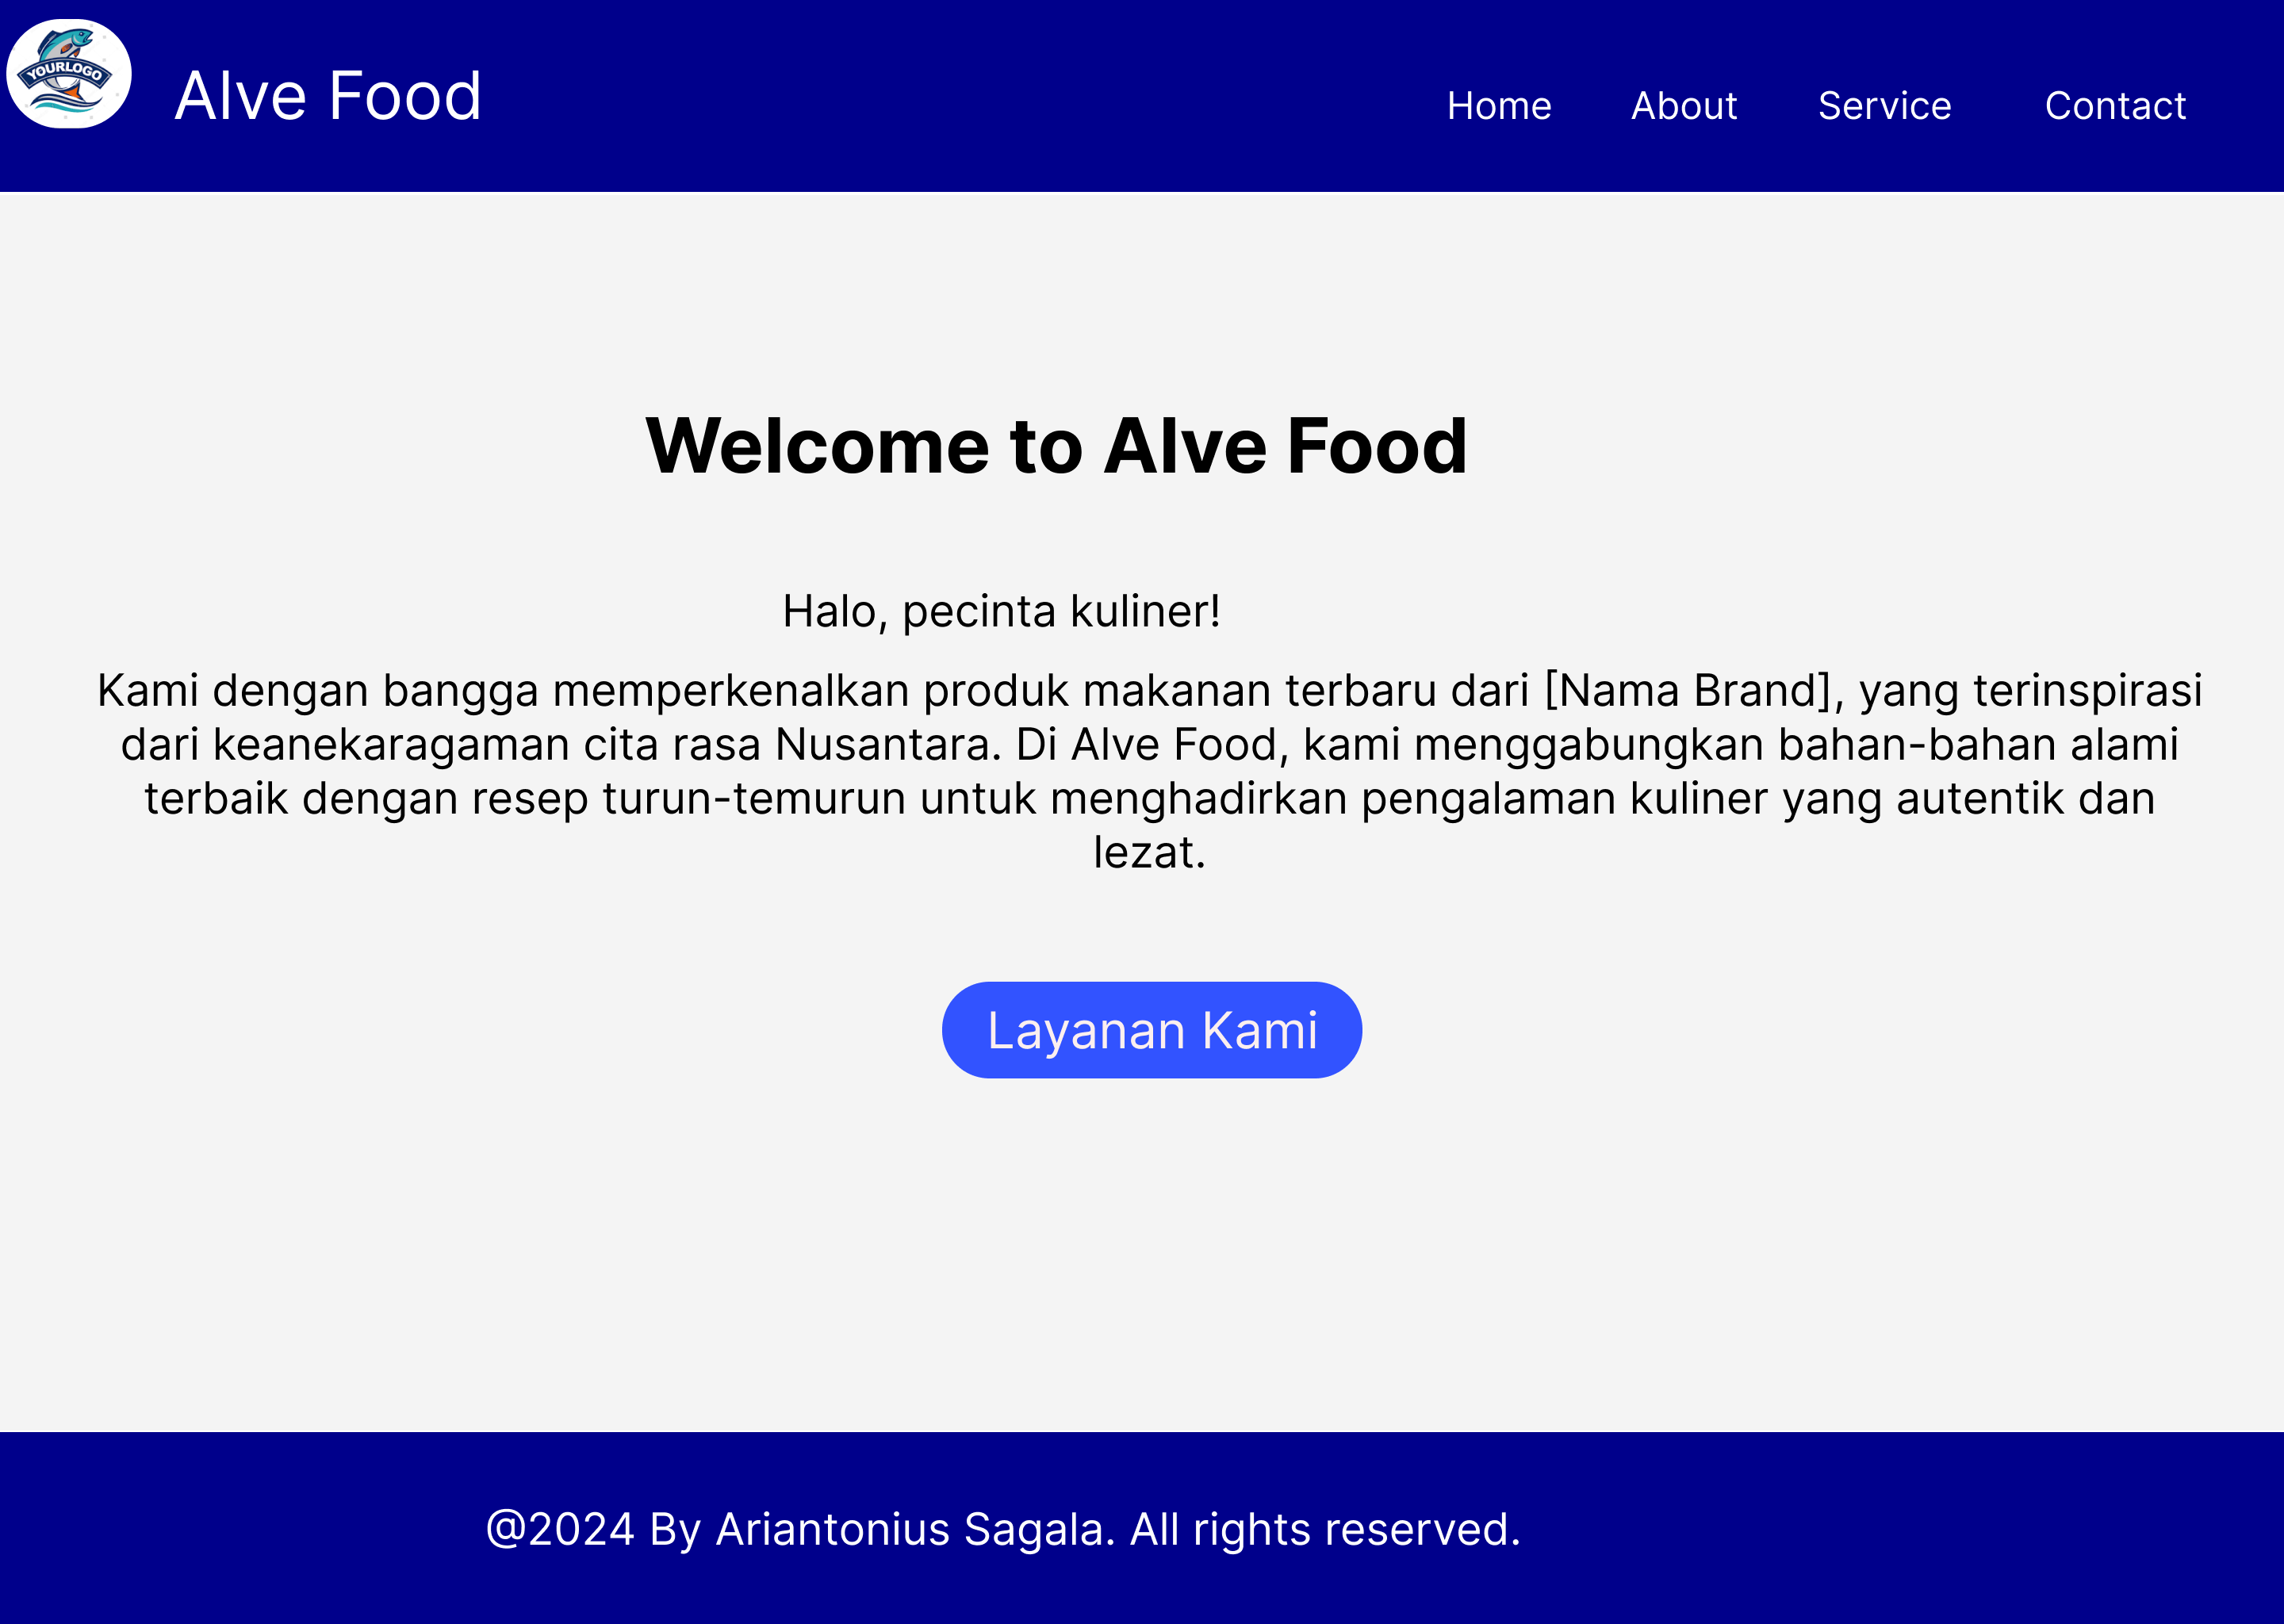 YOURLOGO
Alve Food
Home About Service Contact
Welcome to Alve Food
Halo, pecinta kuliner!
Kami dengan bangga memperkenalkan produk makanan terbaru dari [Nama Brand], yang terinspirasi
dari keanekaragaman cita rasa Nusantara. Di Alve Food, kami menggabungkan bahan-bahan alami
terbaik dengan resep turun-temurun untuk menghadirkan pengalaman kuliner yang autentik dan
lezat.
Layanan Kami
@2024 By Ariantonius Sagala. All rights reserved.